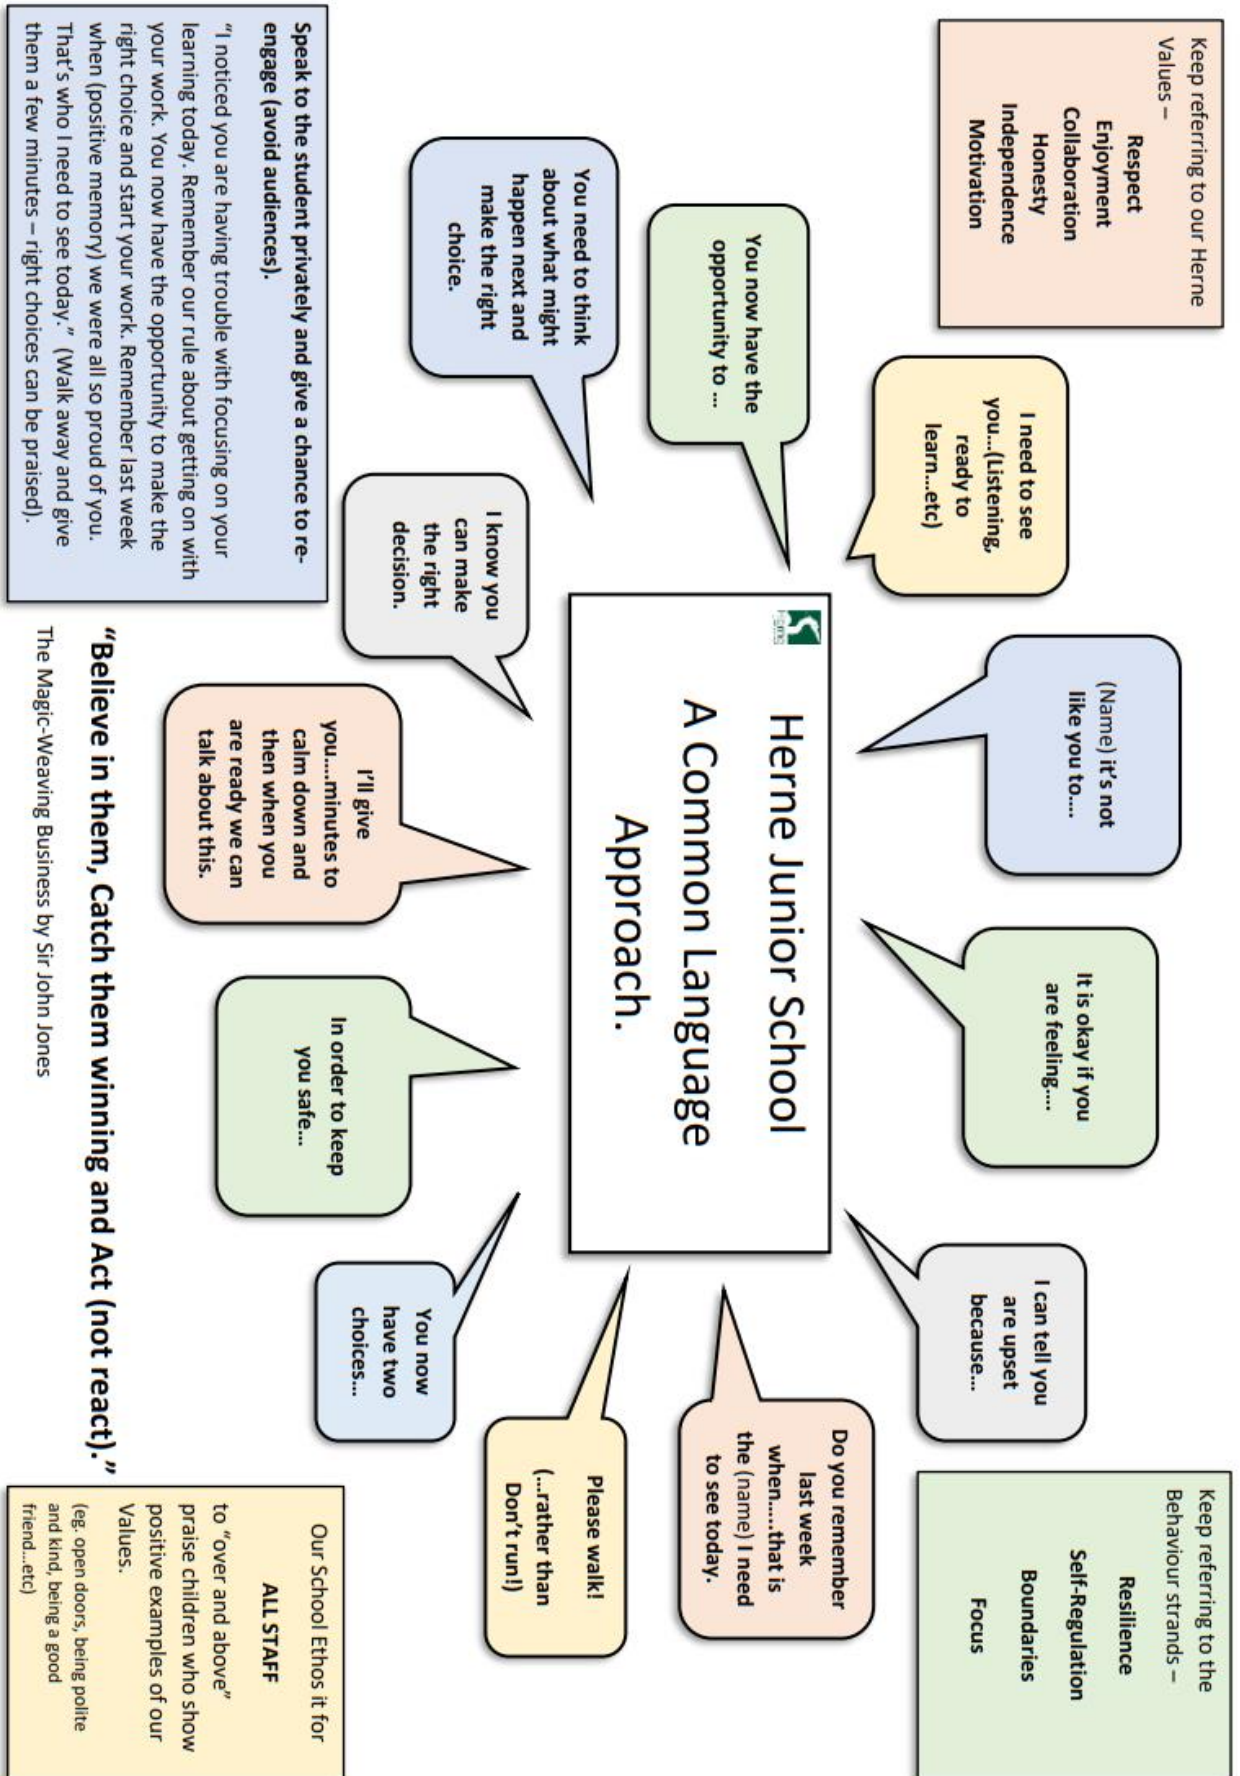 Keep referring to our Herne
Values –
Respect
Enjoyment
Collaboration
Honesty
Independence
Motivation
I need to see
you...(Listening,
ready to
learn...etc)
(Name) it's not
like you to....
It is okay if you
are feeling....
I can tell you
are upset
because...
Keep referring to the
Behaviour strands –
Resilience
Self-Regulation
Boundaries
Focus
You now have the
opportunity to ...
Herne Junior School
A Common Language
Approach.
Do you remember
last week
when.....that is
the (name) I need
to see today.
You need to think
about what might
happen next and
make the right
choice.
Please walk!
(...rather than
Don't run!)
I know you
can make
the right
decision.
I'll give
you.....minutes to
calm down and
then when you
are ready we can
talk about this.
In order to keep
you safe...
You now
have two
choices...
Speak to the student privately and give a chance to re-
engage (avoid audiences).
"I noticed you are having trouble with focusing on your
learning today. Remember our rule about getting on with
your work. You now have the opportunity to make the
right choice and start your work. Remember last week
when (positive memory) we were all so proud of you.
That's who I need to see today." (Walk away and give
them a few minutes – right choices can be praised).
"Believe in them, Catch them winning and Act (not react)."
The Magic-Weaving Business by Sir John Jones
Our School Ethos it for
ALL STAFF
to "over and above"
praise children who show
positive examples of our
Values.
(eg. open doors, being polite
and kind, being a good
friend...etc)